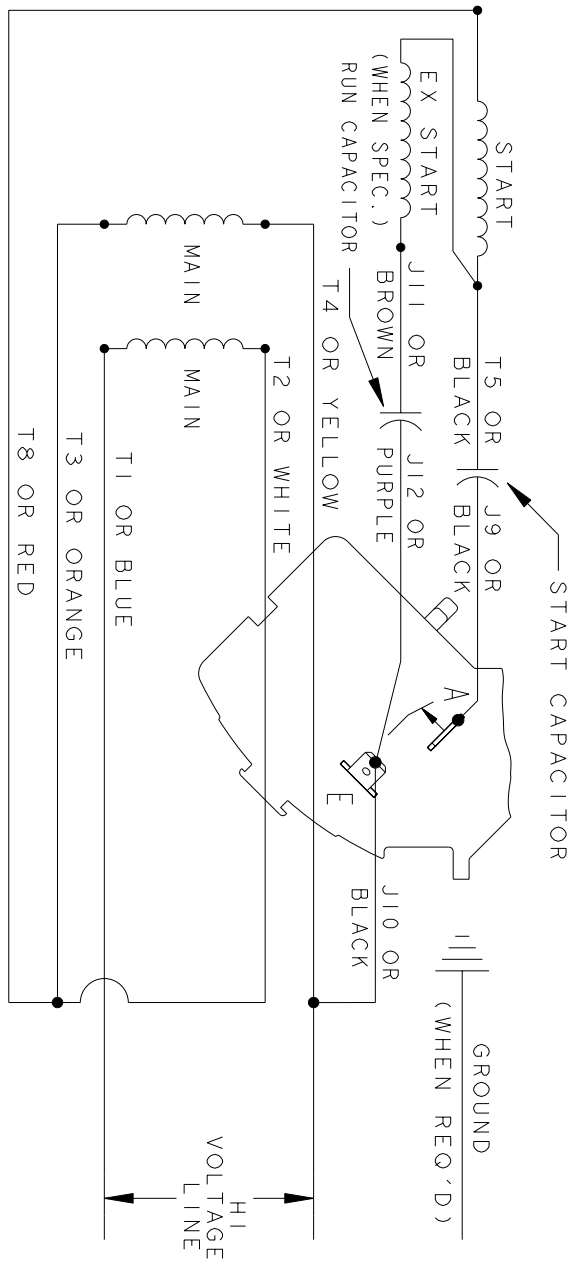 START
EX START
(WHEN SPEC.)
RUN CAPACITOR
T5 OR
BLACK
J9 OR
BLACK
START CAPACITOR
J11 OR
BROWN
J12 OR
PURPLE
MAIN
MAIN
T4 OR YELLOW
T2 OR WHITE
T1 OR BLUE
T3 OR ORANGE
T8 OR RED
A
E
J10 OR
BLACK
GROUND
(WHEN REQ'D)
HI
VOLTAGE
LINE